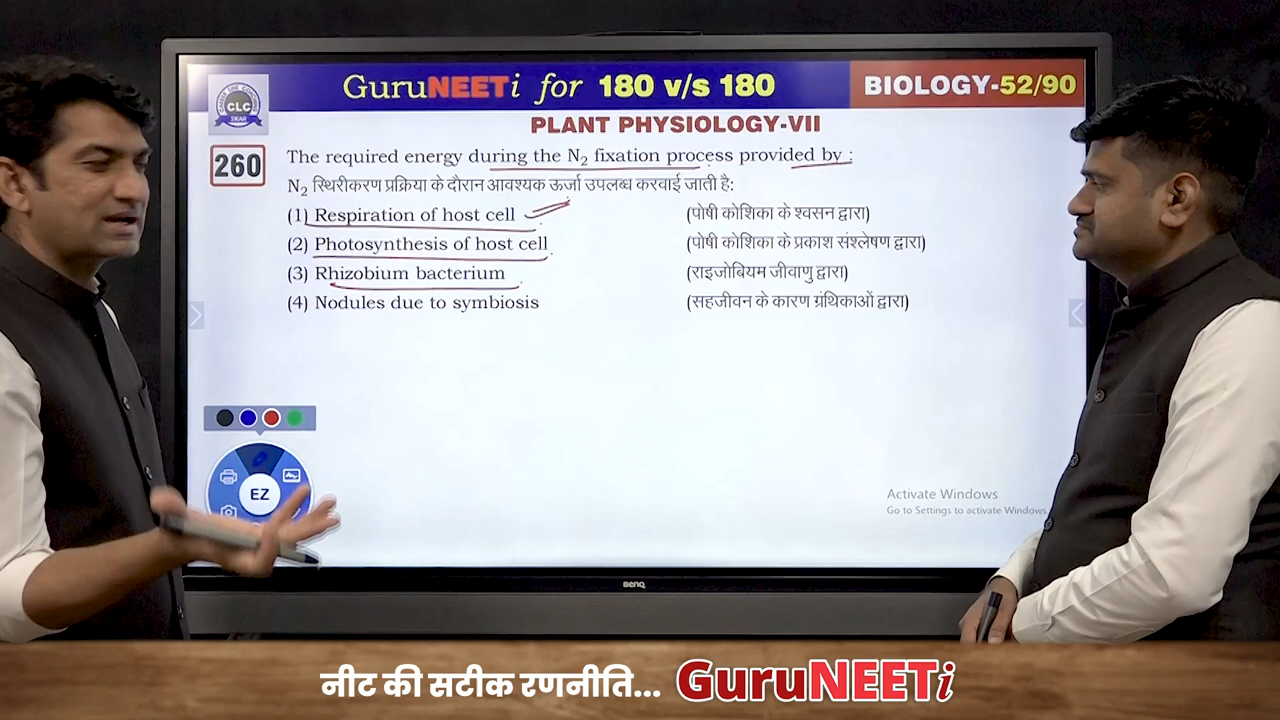 CLC
SIKAR
GuruNEETi for 180 v/s 180
BIOLOGY-52/90
PLANT PHYSIOLOGY-VII
260
The required energy during the N₂ fixation process provided by :
N₂ स्थिरीकरण प्रक्रिया के दौरान आवश्यक ऊर्जा उपलब्ध करवाई जाती है:
(1) Respiration of host cell (पोषी कोशिका के श्वसन द्वारा)
(2) Photosynthesis of host cell (पोषी कोशिका के प्रकाश संश्लेषण द्वारा)
(3) Rhizobium bacterium (राइजोबियम जीवाणु द्वारा)
(4) Nodules due to symbiosis (सहजीवन के कारण ग्रंथिकाओं द्वारा)
EZ
Activate Windows
Go to Settings to activate Windows.
BenQ
नीट की सटीक रणनीति... GuruNEETi